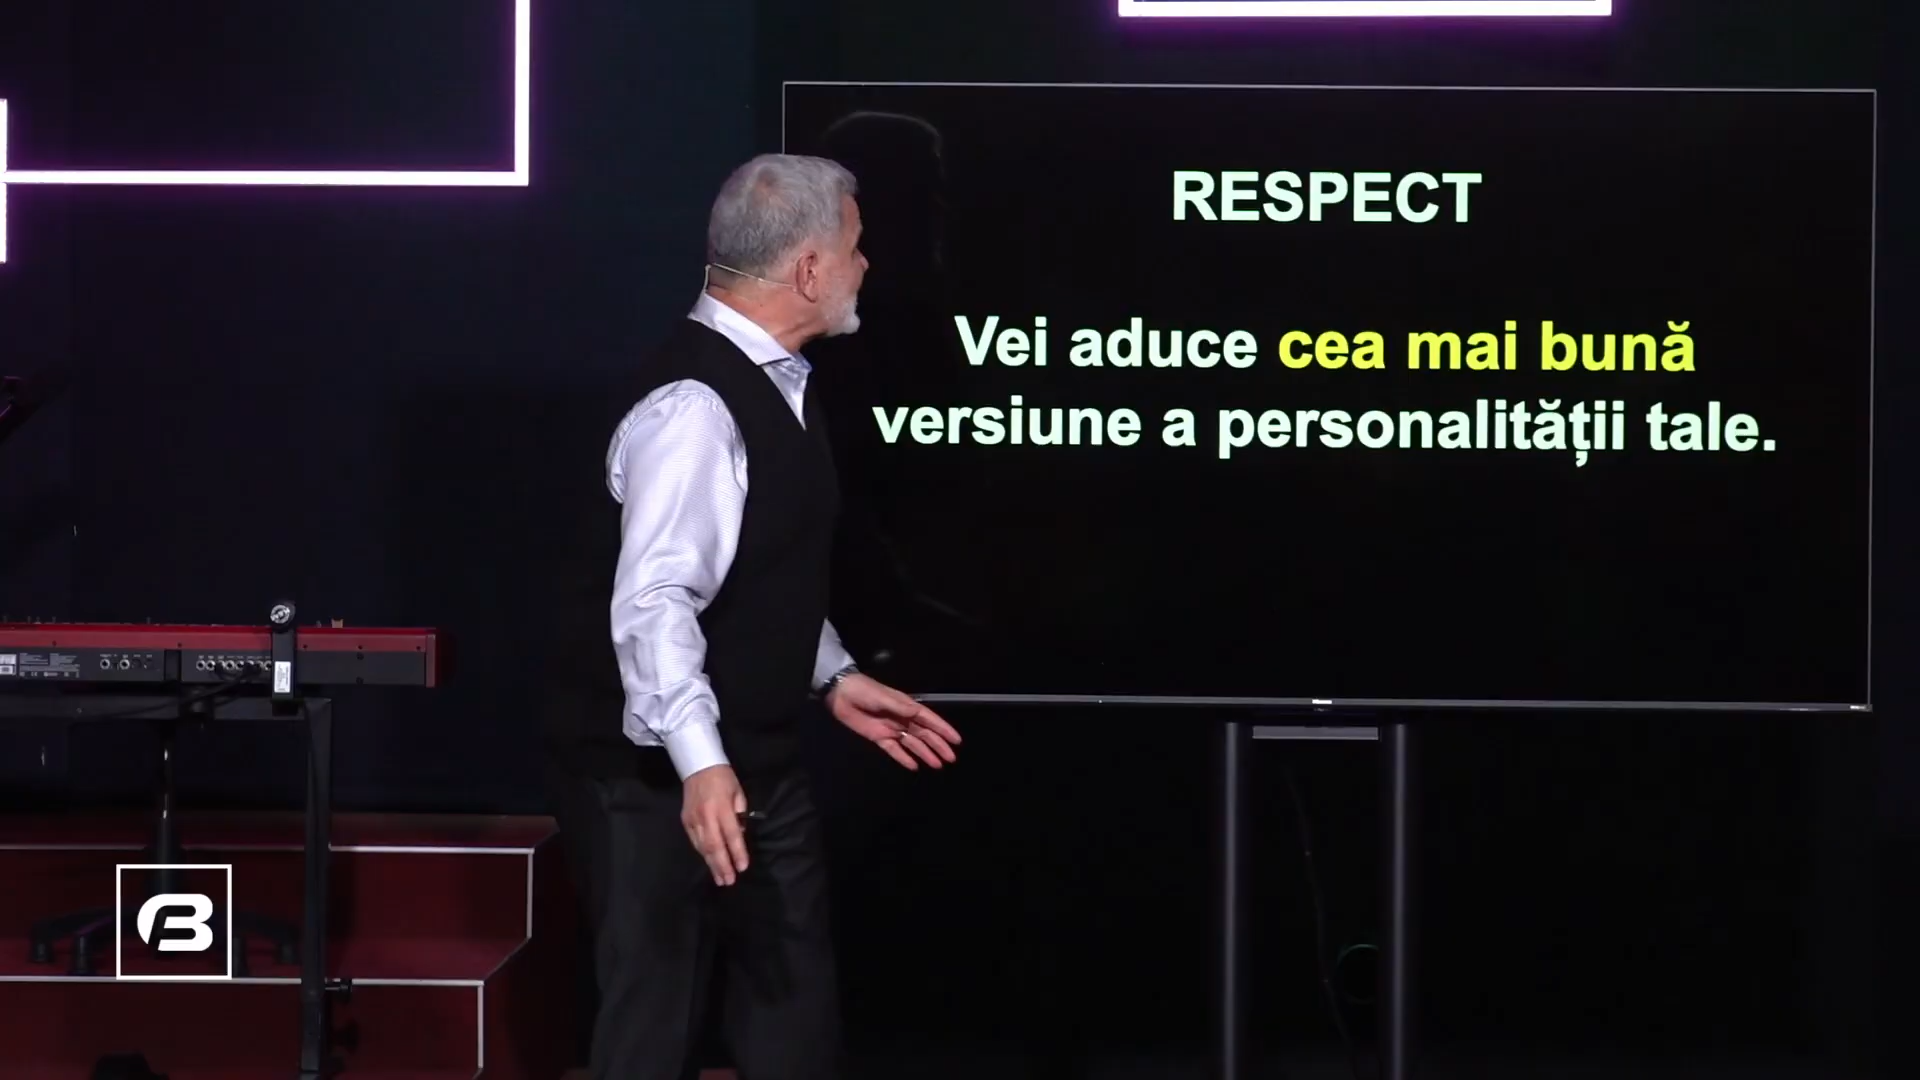 RESPECT
Vei aduce cea mai bună
versiune a personalității tale.
B